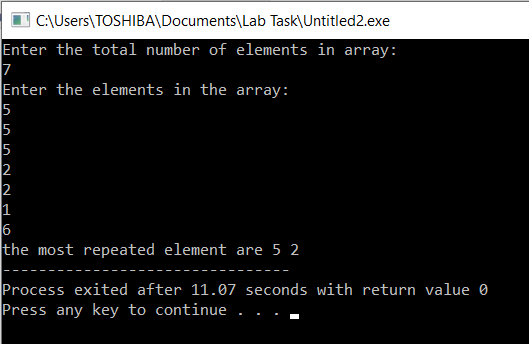 C:\Users\TOSHIBA\Documents\Lab Task\Untitled2.exe
Enter the total number of elements in array:
7
Enter the elements in the array:
5
5
5
2
2
1
6
the most repeated element are 5 2
--------------------------------
Process exited after 11.07 seconds with return value 0
Press any key to continue . . .